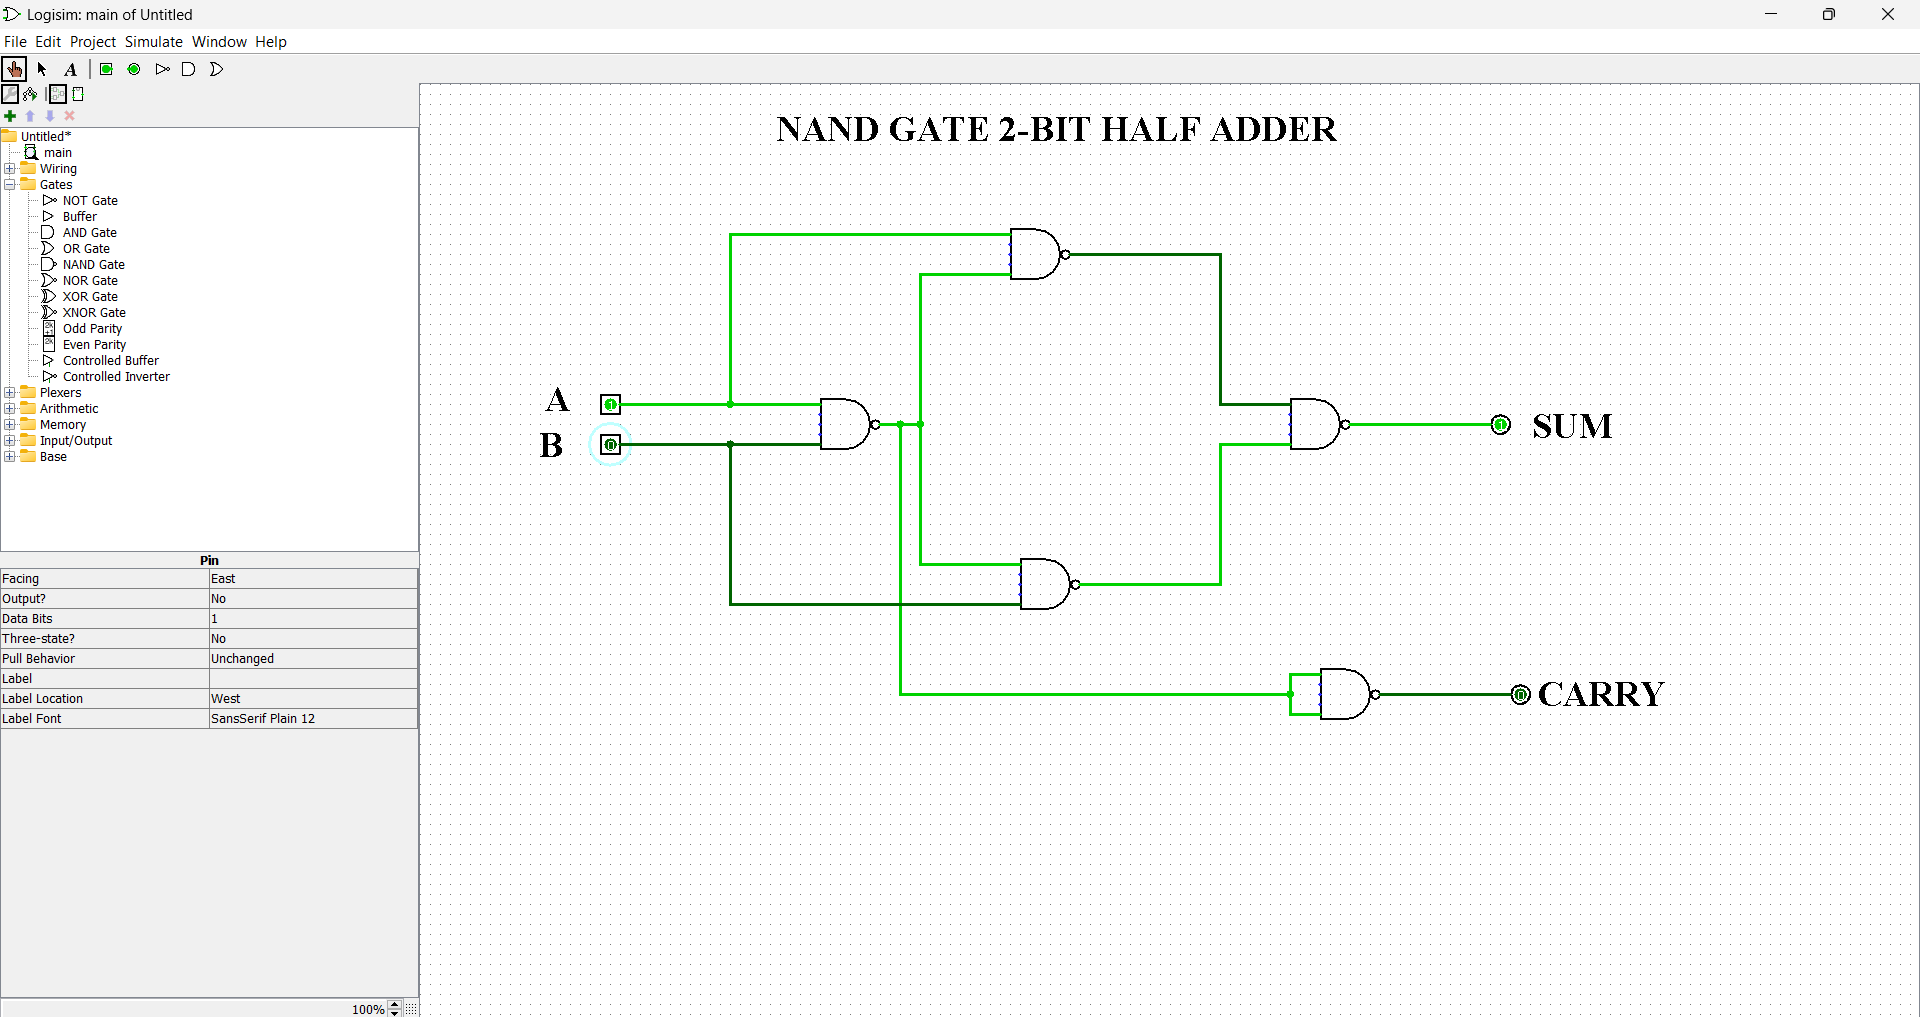 Logisim: main of Untitled
File Edit Project Simulate Window Help
A
Untitled*
main
Wiring
Gates
NOT Gate
Buffer
AND Gate
OR Gate
NAND Gate
NOR Gate
XOR Gate
XNOR Gate
Odd Parity
Even Parity
Controlled Buffer
Controlled Inverter
Plexers
Arithmetic
Memory
Input/Output
Base
Pin
Facing East
Output? No
Data Bits 1
Three-state? No
Pull Behavior Unchanged
Label
Label Location West
Label Font SansSerif Plain 12
100%
NAND GATE 2-BIT HALF ADDER
A 1
B 0
1 SUM
0 CARRY